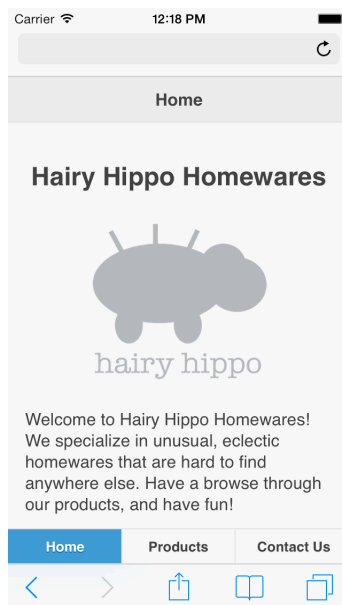 Carrier 12:18 PM
Home
Hairy Hippo Homewares
hairy hippo
Welcome to Hairy Hippo Homewares!
We specialize in unusual, eclectic
homewares that are hard to find
anywhere else. Have a browse through
our products, and have fun!
Home Products Contact Us